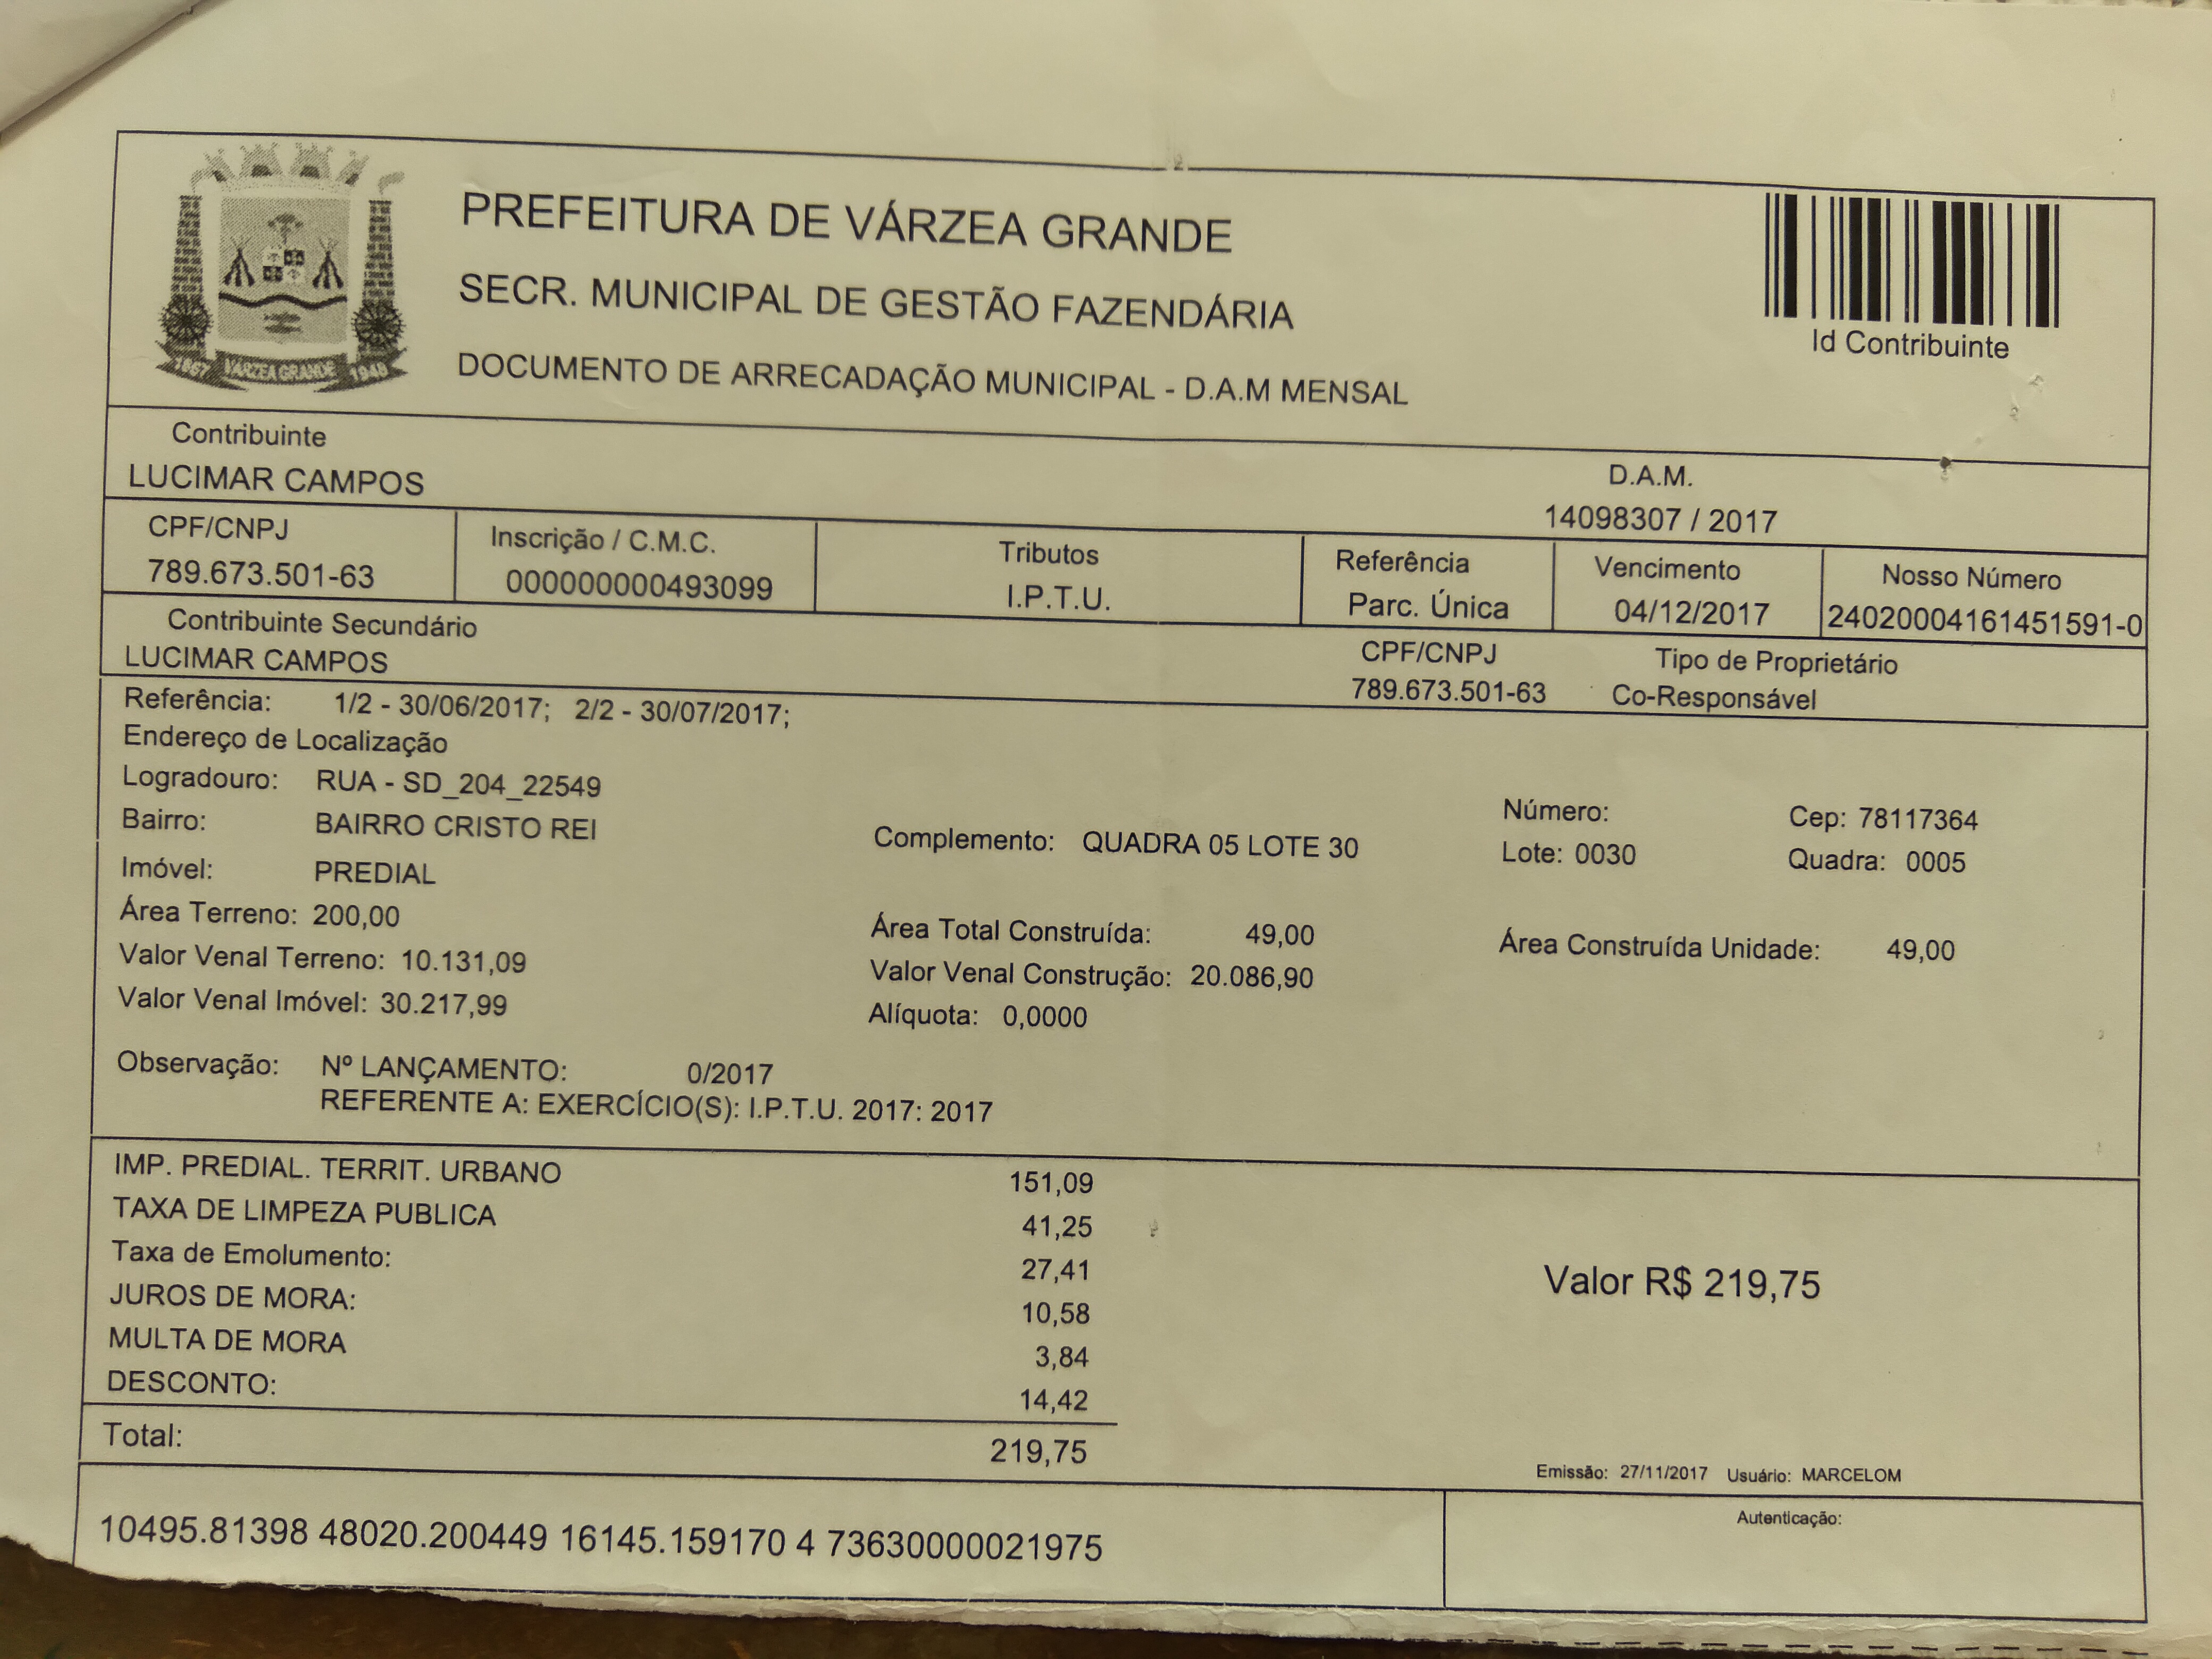 PREFEITURA DE VÁRZEA GRANDE
SECR. MUNICIPAL DE GESTÃO FAZENDÁRIA
DOCUMENTO DE ARRECADAÇÃO MUNICIPAL - D.A.M MENSAL
1867 VÁRZEA GRANDE 1948
Id Contribuinte
Contribuinte
LUCIMAR CAMPOS
D.A.M.
14098307 / 2017
CPF/CNPJ Inscrição / C.M.C. Tributos Referência Vencimento Nosso Número
789.673.501-63 000000000493099 I.P.T.U. Parc. Única 04/12/2017 24020004161451591-0
Contribuinte Secundário CPF/CNPJ Tipo de Proprietário
LUCIMAR CAMPOS 789.673.501-63 Co-Responsável
Referência: 1/2 - 30/06/2017; 2/2 - 30/07/2017;
Endereço de Localização
Logradouro: RUA - SD_204_22549 Número: Cep: 78117364
Bairro: BAIRRO CRISTO REI Complemento: QUADRA 05 LOTE 30 Lote: 0030 Quadra: 0005
Imóvel: PREDIAL
Área Terreno: 200,00 Área Total Construída: 49,00 Área Construída Unidade: 49,00
Valor Venal Terreno: 10.131,09 Valor Venal Construção: 20.086,90
Valor Venal Imóvel: 30.217,99 Alíquota: 0,0000
Observação: Nº LANÇAMENTO: 0/2017
REFERENTE A: EXERCÍCIO(S): I.P.T.U. 2017: 2017
IMP. PREDIAL. TERRIT. URBANO 151,09
TAXA DE LIMPEZA PUBLICA 41,25
Taxa de Emolumento: 27,41
JUROS DE MORA: 10,58
MULTA DE MORA 3,84
DESCONTO: 14,42
Valor R$ 219,75
Total: 219,75
Emissão: 27/11/2017 Usuário: MARCELOM
10495.81398 48020.200449 16145.159170 4 73630000021975
Autenticação: